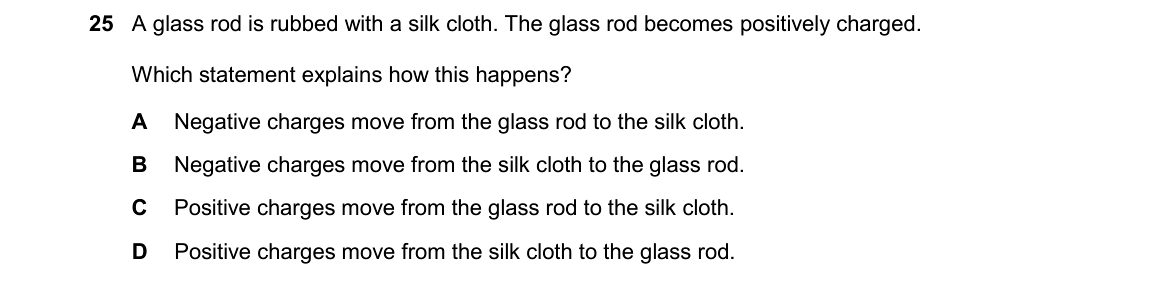 25 A glass rod is rubbed with a silk cloth. The glass rod becomes positively charged.
Which statement explains how this happens?
A Negative charges move from the glass rod to the silk cloth.
B Negative charges move from the silk cloth to the glass rod.
C Positive charges move from the glass rod to the silk cloth.
D Positive charges move from the silk cloth to the glass rod.